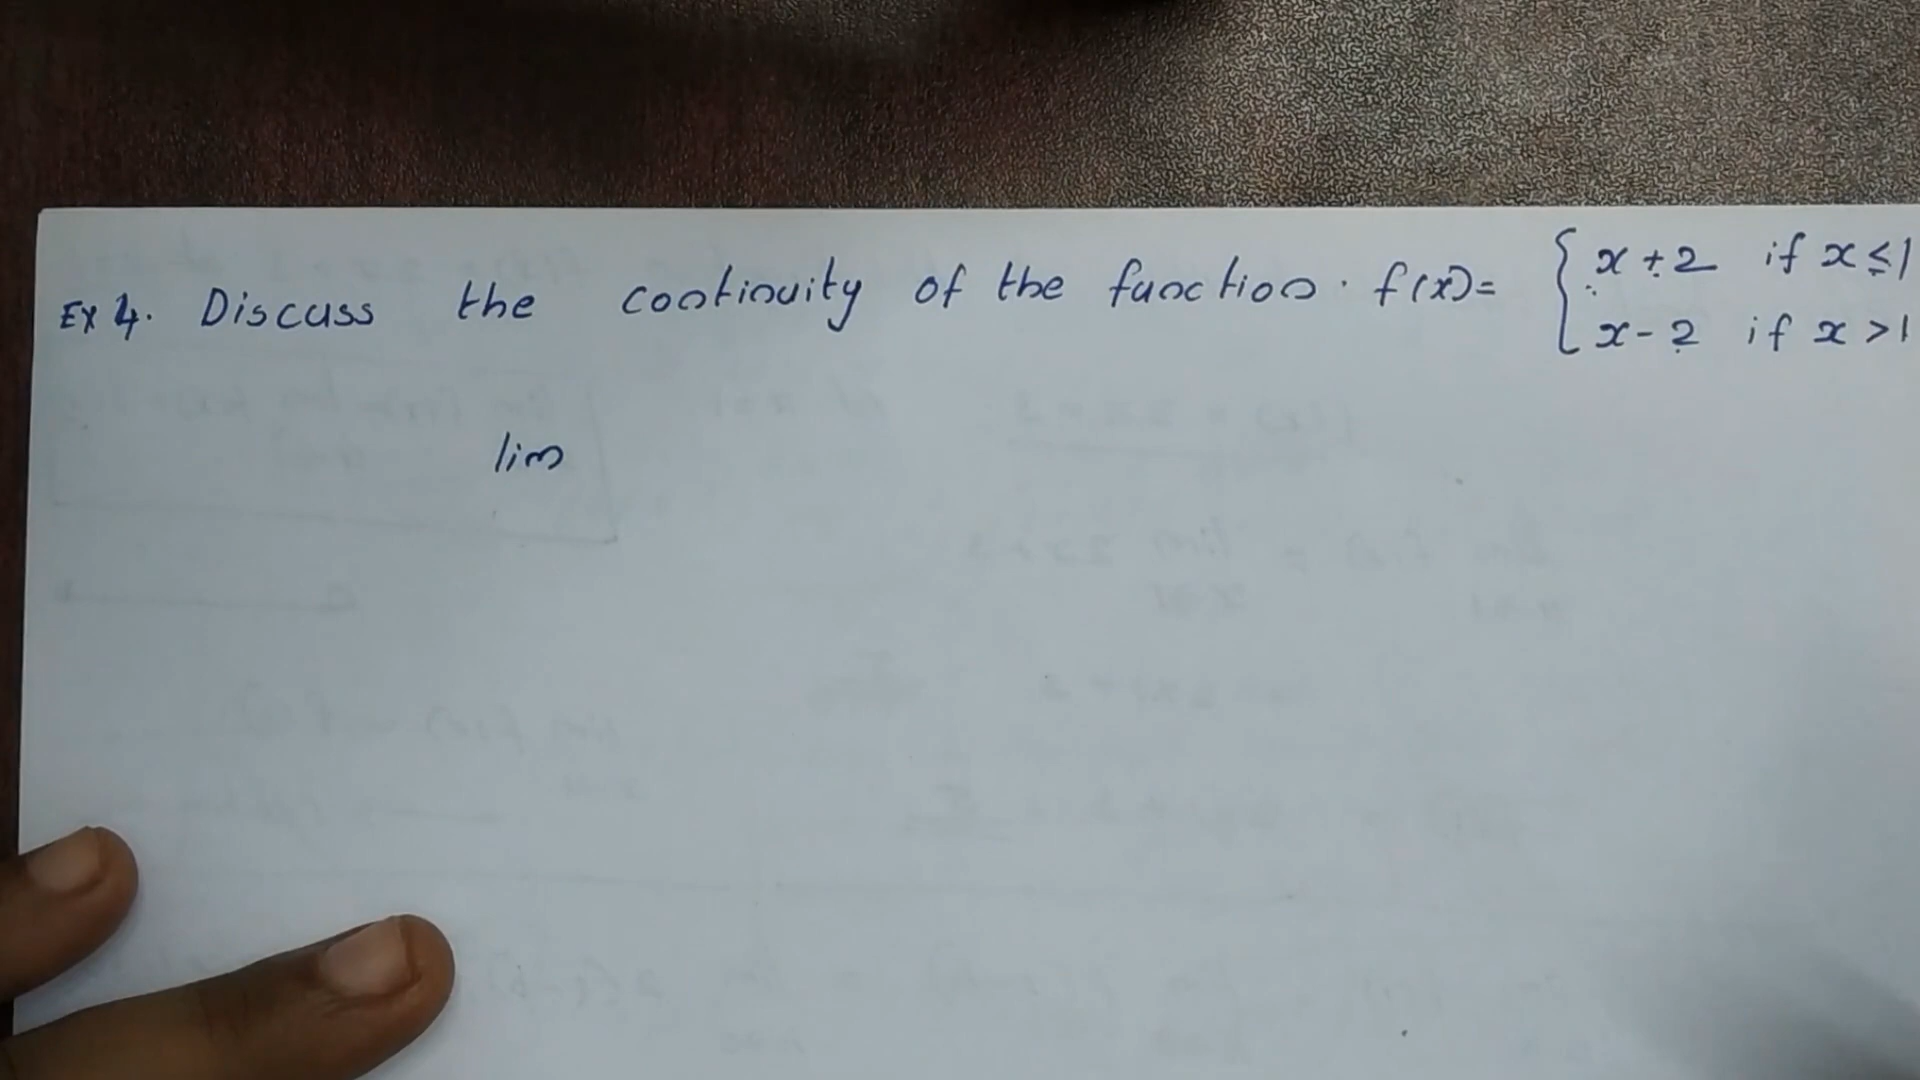 Ex 4. Discuss the continuity of the function. f(x)= { x+2 if x≤1
x-2 if x>1
lim